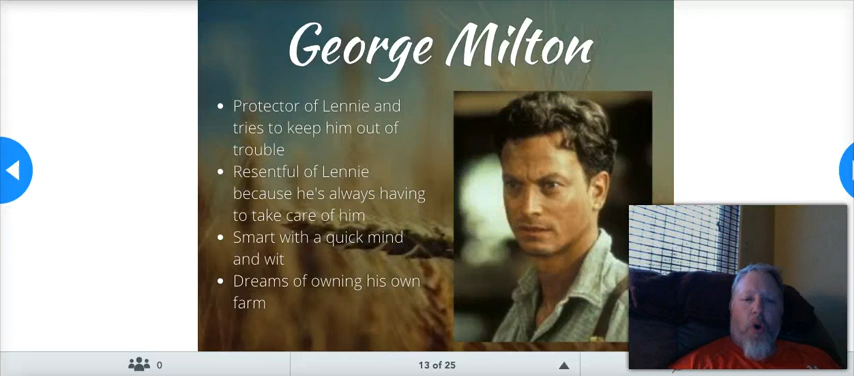 George Milton
• Protector of Lennie and
tries to keep him out of
trouble
• Resentful of Lennie
because he's always having
to take care of him
• Smart with a quick mind
and wit
• Dreams of owning his own
farm
0
13 of 25